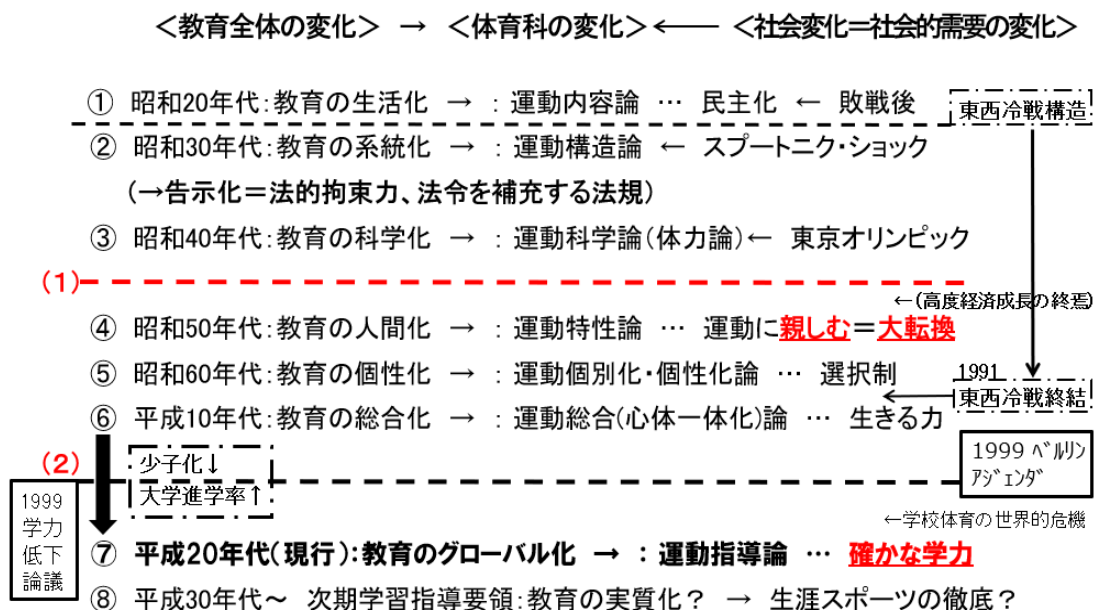 <教育全体の変化> → <体育科の変化>←── <社会変化=社会的需要の変化>
① 昭和20年代:教育の生活化 → :運動内容論 … 民主化 ← 敗戦後
東西冷戦構造
② 昭和30年代:教育の系統化 → :運動構造論 ← スプートニク・ショック
(→告示化=法的拘束力、法令を補充する法規)
③ 昭和40年代:教育の科学化 → :運動科学論(体力論)← 東京オリンピック
(1)
←(高度経済成長の終焉)
④ 昭和50年代:教育の人間化 → :運動特性論 … 運動に親しむ=大転換
⑤ 昭和60年代:教育の個性化 → :運動個別化・個性化論 … 選択制
1991
東西冷戦終結
⑥ 平成10年代:教育の総合化 → :運動総合(心体一体化)論 … 生きる力
(2)
少子化↓
大学進学率↑
1999 ベルリン
アジェンダ
1999
学力
低下
論議
←学校体育の世界的危機
⑦ 平成20年代(現行):教育のグローバル化 → :運動指導論 … 確かな学力
⑧ 平成30年代~ 次期学習指導要領:教育の実質化? → 生涯スポーツの徹底?